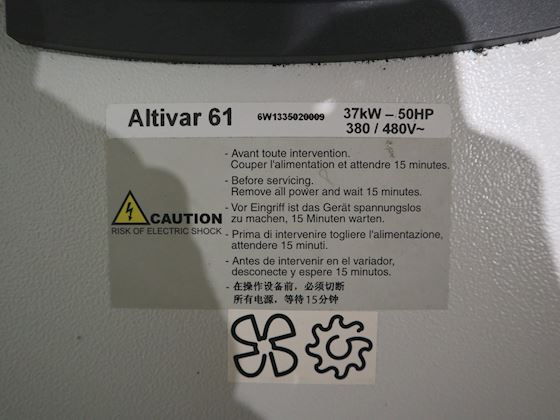 Altivar 61 6W1335020009 37kW – 50HP
380 / 480V~
- Avant toute intervention.
Couper l'alimentation et attendre 15 minutes.
- Before servicing.
Remove all power and wait 15 minutes.
CAUTION
RISK OF ELECTRIC SHOCK
- Vor Eingriff ist das Gerät spannungslos
zu machen, 15 Minuten warten.
- Prima di intervenire togliere l'alimentazione,
attendere 15 minuti.
- Antes de intervenir en el variador,
desconecte y espere 15 minutos.
- 在操作设备前，必须切断
所有电源，等待15分钟